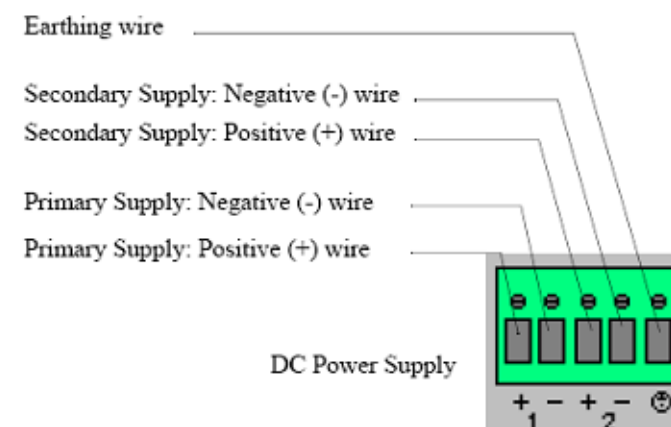 Earthing wire
Secondary Supply: Negative (-) wire
Secondary Supply: Positive (+) wire
Primary Supply: Negative (-) wire
Primary Supply: Positive (+) wire
DC Power Supply
+ - + -
1 2